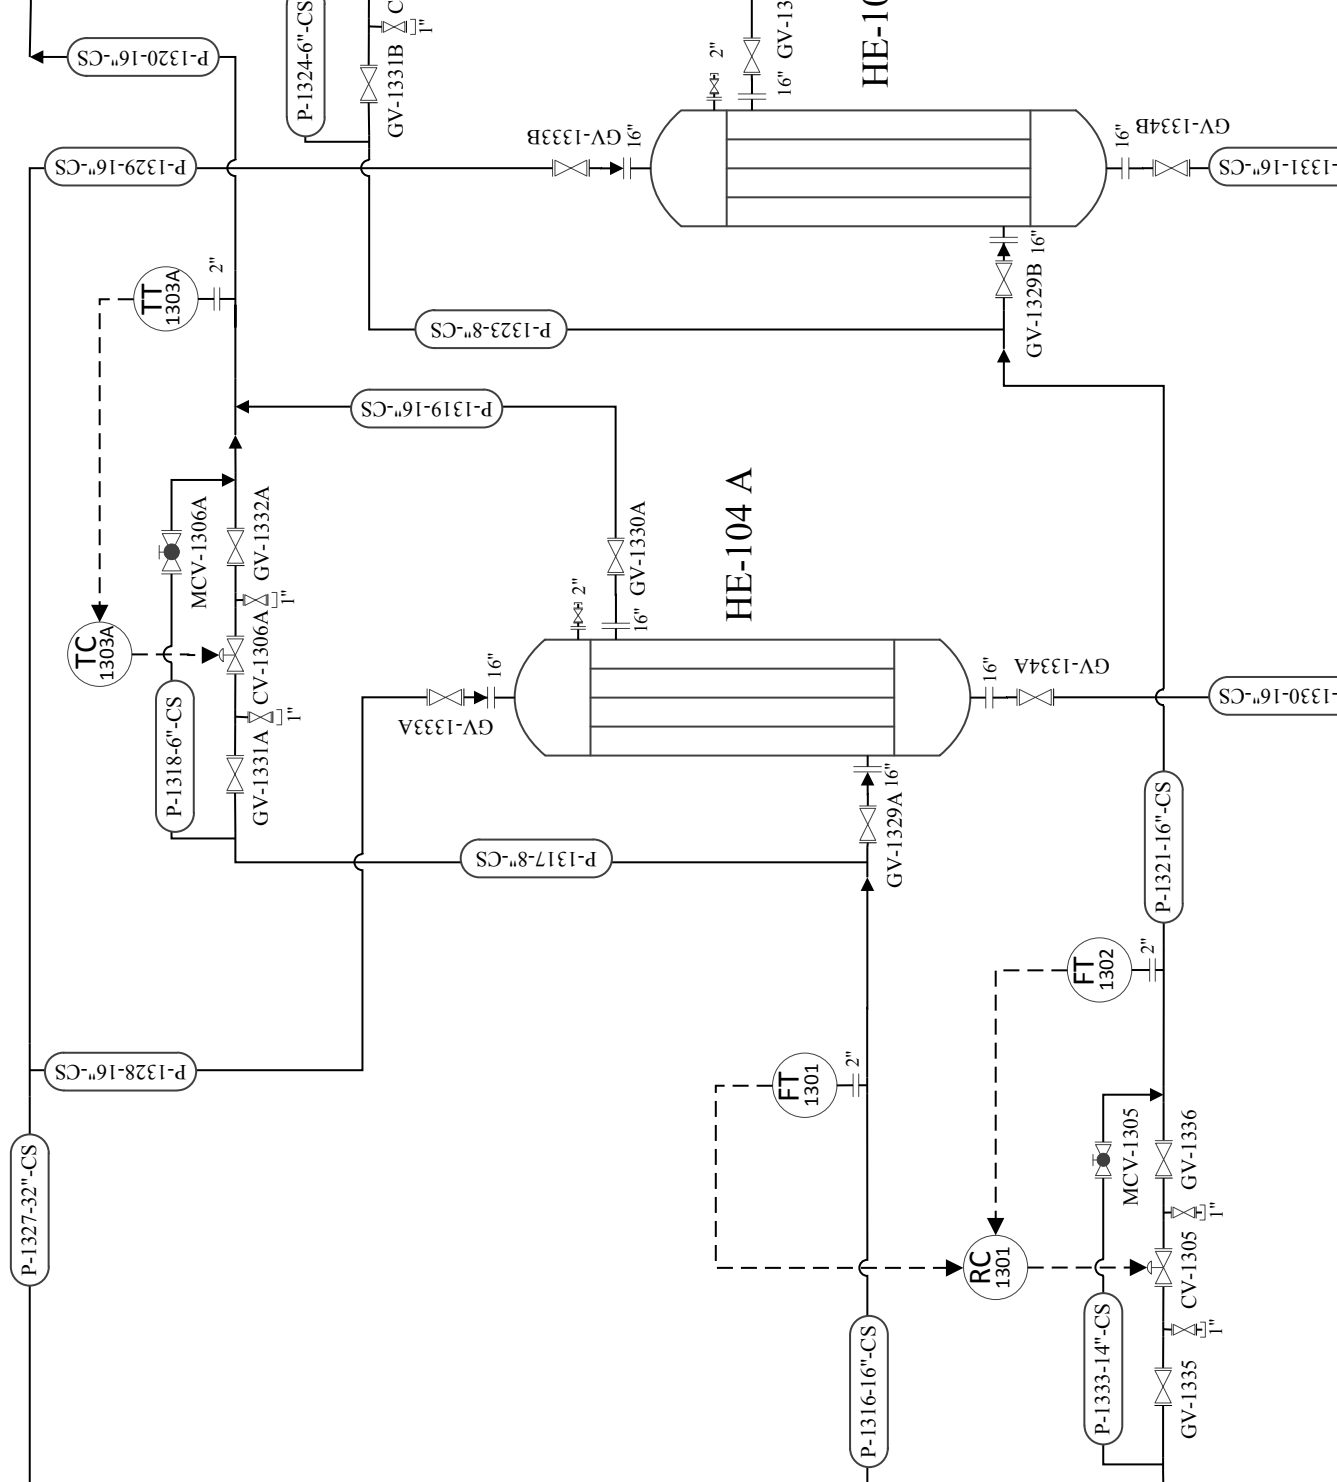 P-1320-16"-CS
P-1324-6"-CS
C
1"
GV-1331B
2"
GV-13
16"
HE-10
P-1329-16"-CS
GV-1333B
16"
16"
GV-1334B
-1331-16"-CS
TT
1303A
2"
P-1323-8"-CS
16"
GV-1329B
P-1319-16"-CS
MCV-1306A
GV-1332A
1"
GV-1330A
2"
16"
HE-104 A
TC
1303A
CV-1306A
1"
P-1318-6"-CS
GV-1331A
GV-1333A
16"
16"
GV-1334A
-1330-16"-CS
16"
GV-1329A
P-1317-8"-CS
P-1321-16"-CS
FT
1302
2"
P-1328-16"-CS
FT
1301
2"
P-1327-32"-CS
MCV-1305
GV-1336
1"
RC
1301
CV-1305
1"
P-1316-16"-CS
P-1333-14"-CS
GV-1335